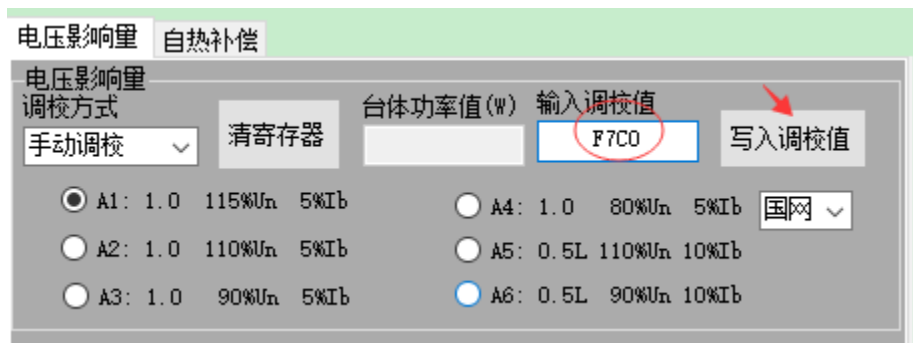 电压影响量 自热补偿
电压影响量
调校方式 台体功率值(W) 输入调校值
手动调校 清寄存器 F7C0 写入调校值
A1: 1.0 115%Un 5%Ib A4: 1.0 80%Un 5%Ib 国网
A2: 1.0 110%Un 5%Ib A5: 0.5L 110%Un 10%Ib
A3: 1.0 90%Un 5%Ib A6: 0.5L 90%Un 10%Ib